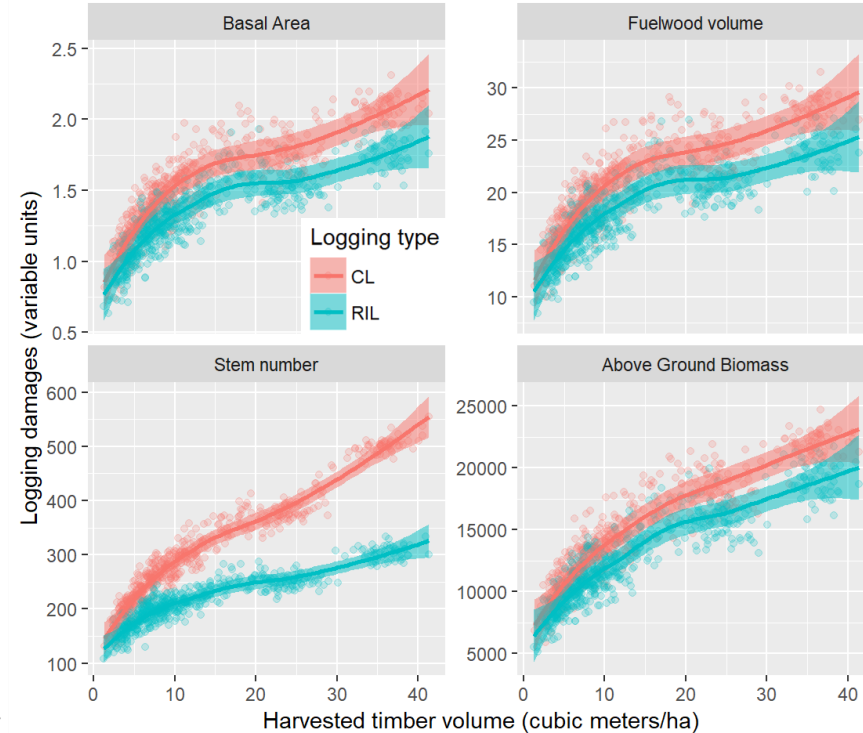 Basal Area
Fuelwood volume
2.5
2.0
1.5
1.0
0.5
30
25
20
15
10
Logging type
CL
RIL
Logging damages (variable units)
Stem number
Above Ground Biomass
600
500
400
300
200
100
25000
20000
15000
10000
5000
0 10 20 30 40
0 10 20 30 40
Harvested timber volume (cubic meters/ha)